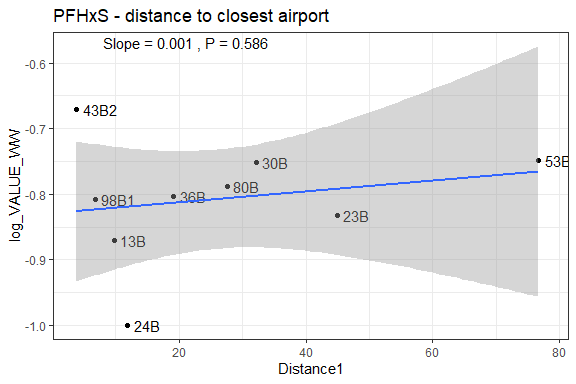 PFHxS - distance to closest airport
Slope = 0.001 , P = 0.586
log_VALUE_WW
-0.6
-0.7
-0.8
-0.9
-1.0
43B2
30B
53B
80B
98B1
36B
23B
13B
24B
20
40
60
80
Distance1